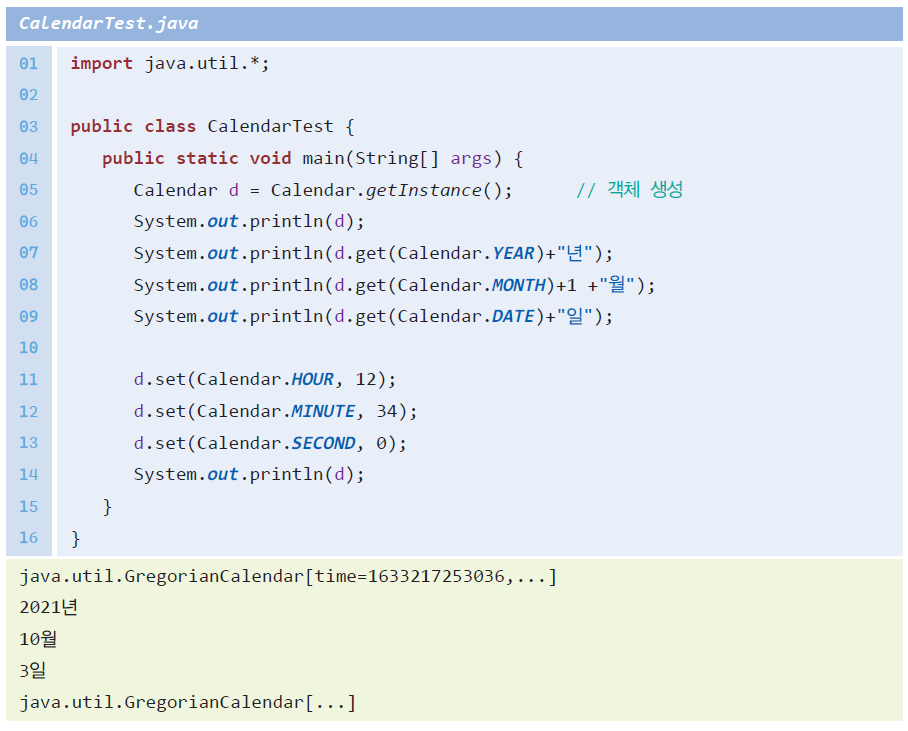 CalendarTest.java
01 import java.util.*;
02
03 public class CalendarTest {
04 public static void main(String[] args) {
05 Calendar d = Calendar.getInstance(); // 객체 생성
06 System.out.println(d);
07 System.out.println(d.get(Calendar.YEAR)+"년");
08 System.out.println(d.get(Calendar.MONTH)+1 +"월");
09 System.out.println(d.get(Calendar.DATE)+"일");
10
11 d.set(Calendar.HOUR, 12);
12 d.set(Calendar.MINUTE, 34);
13 d.set(Calendar.SECOND, 0);
14 System.out.println(d);
15 }
16 }
java.util.GregorianCalendar[time=1633217253036,...]
2021년
10월
3일
java.util.GregorianCalendar[...]